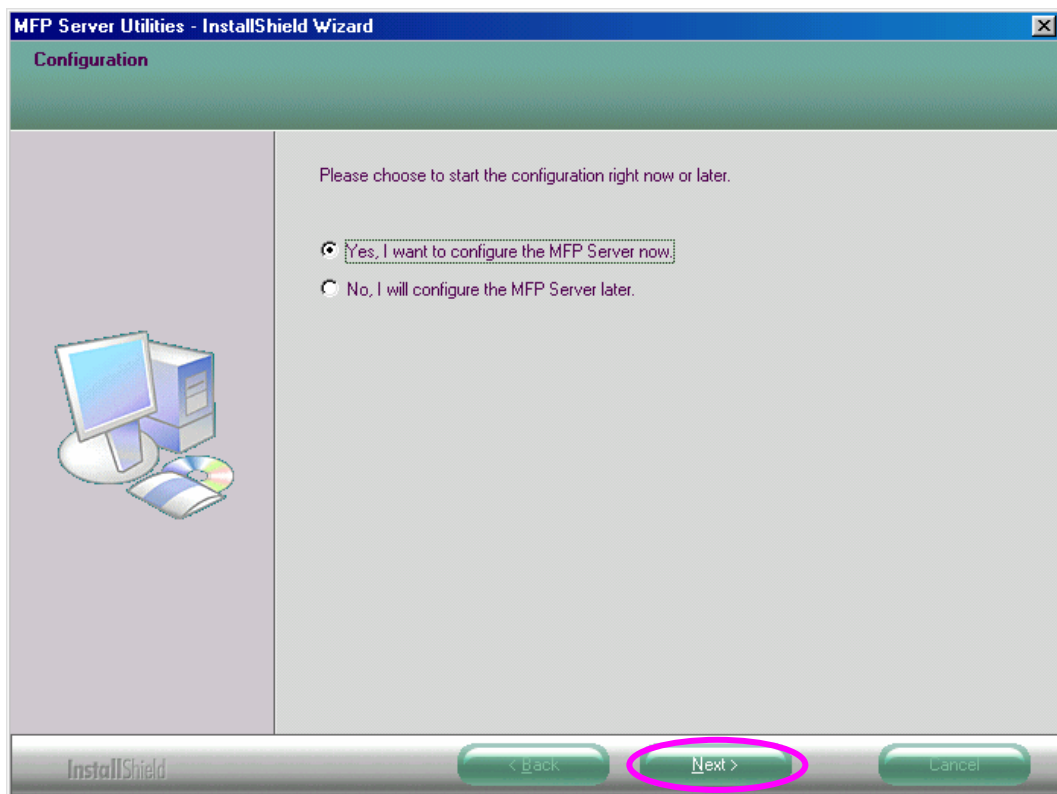 MFP Server Utilities - InstallShield Wizard
Configuration
Please choose to start the configuration right now or later.
Yes, I want to configure the MFP Server now.
No, I will configure the MFP Server later.
InstallShield
< Back
Next >
Cancel